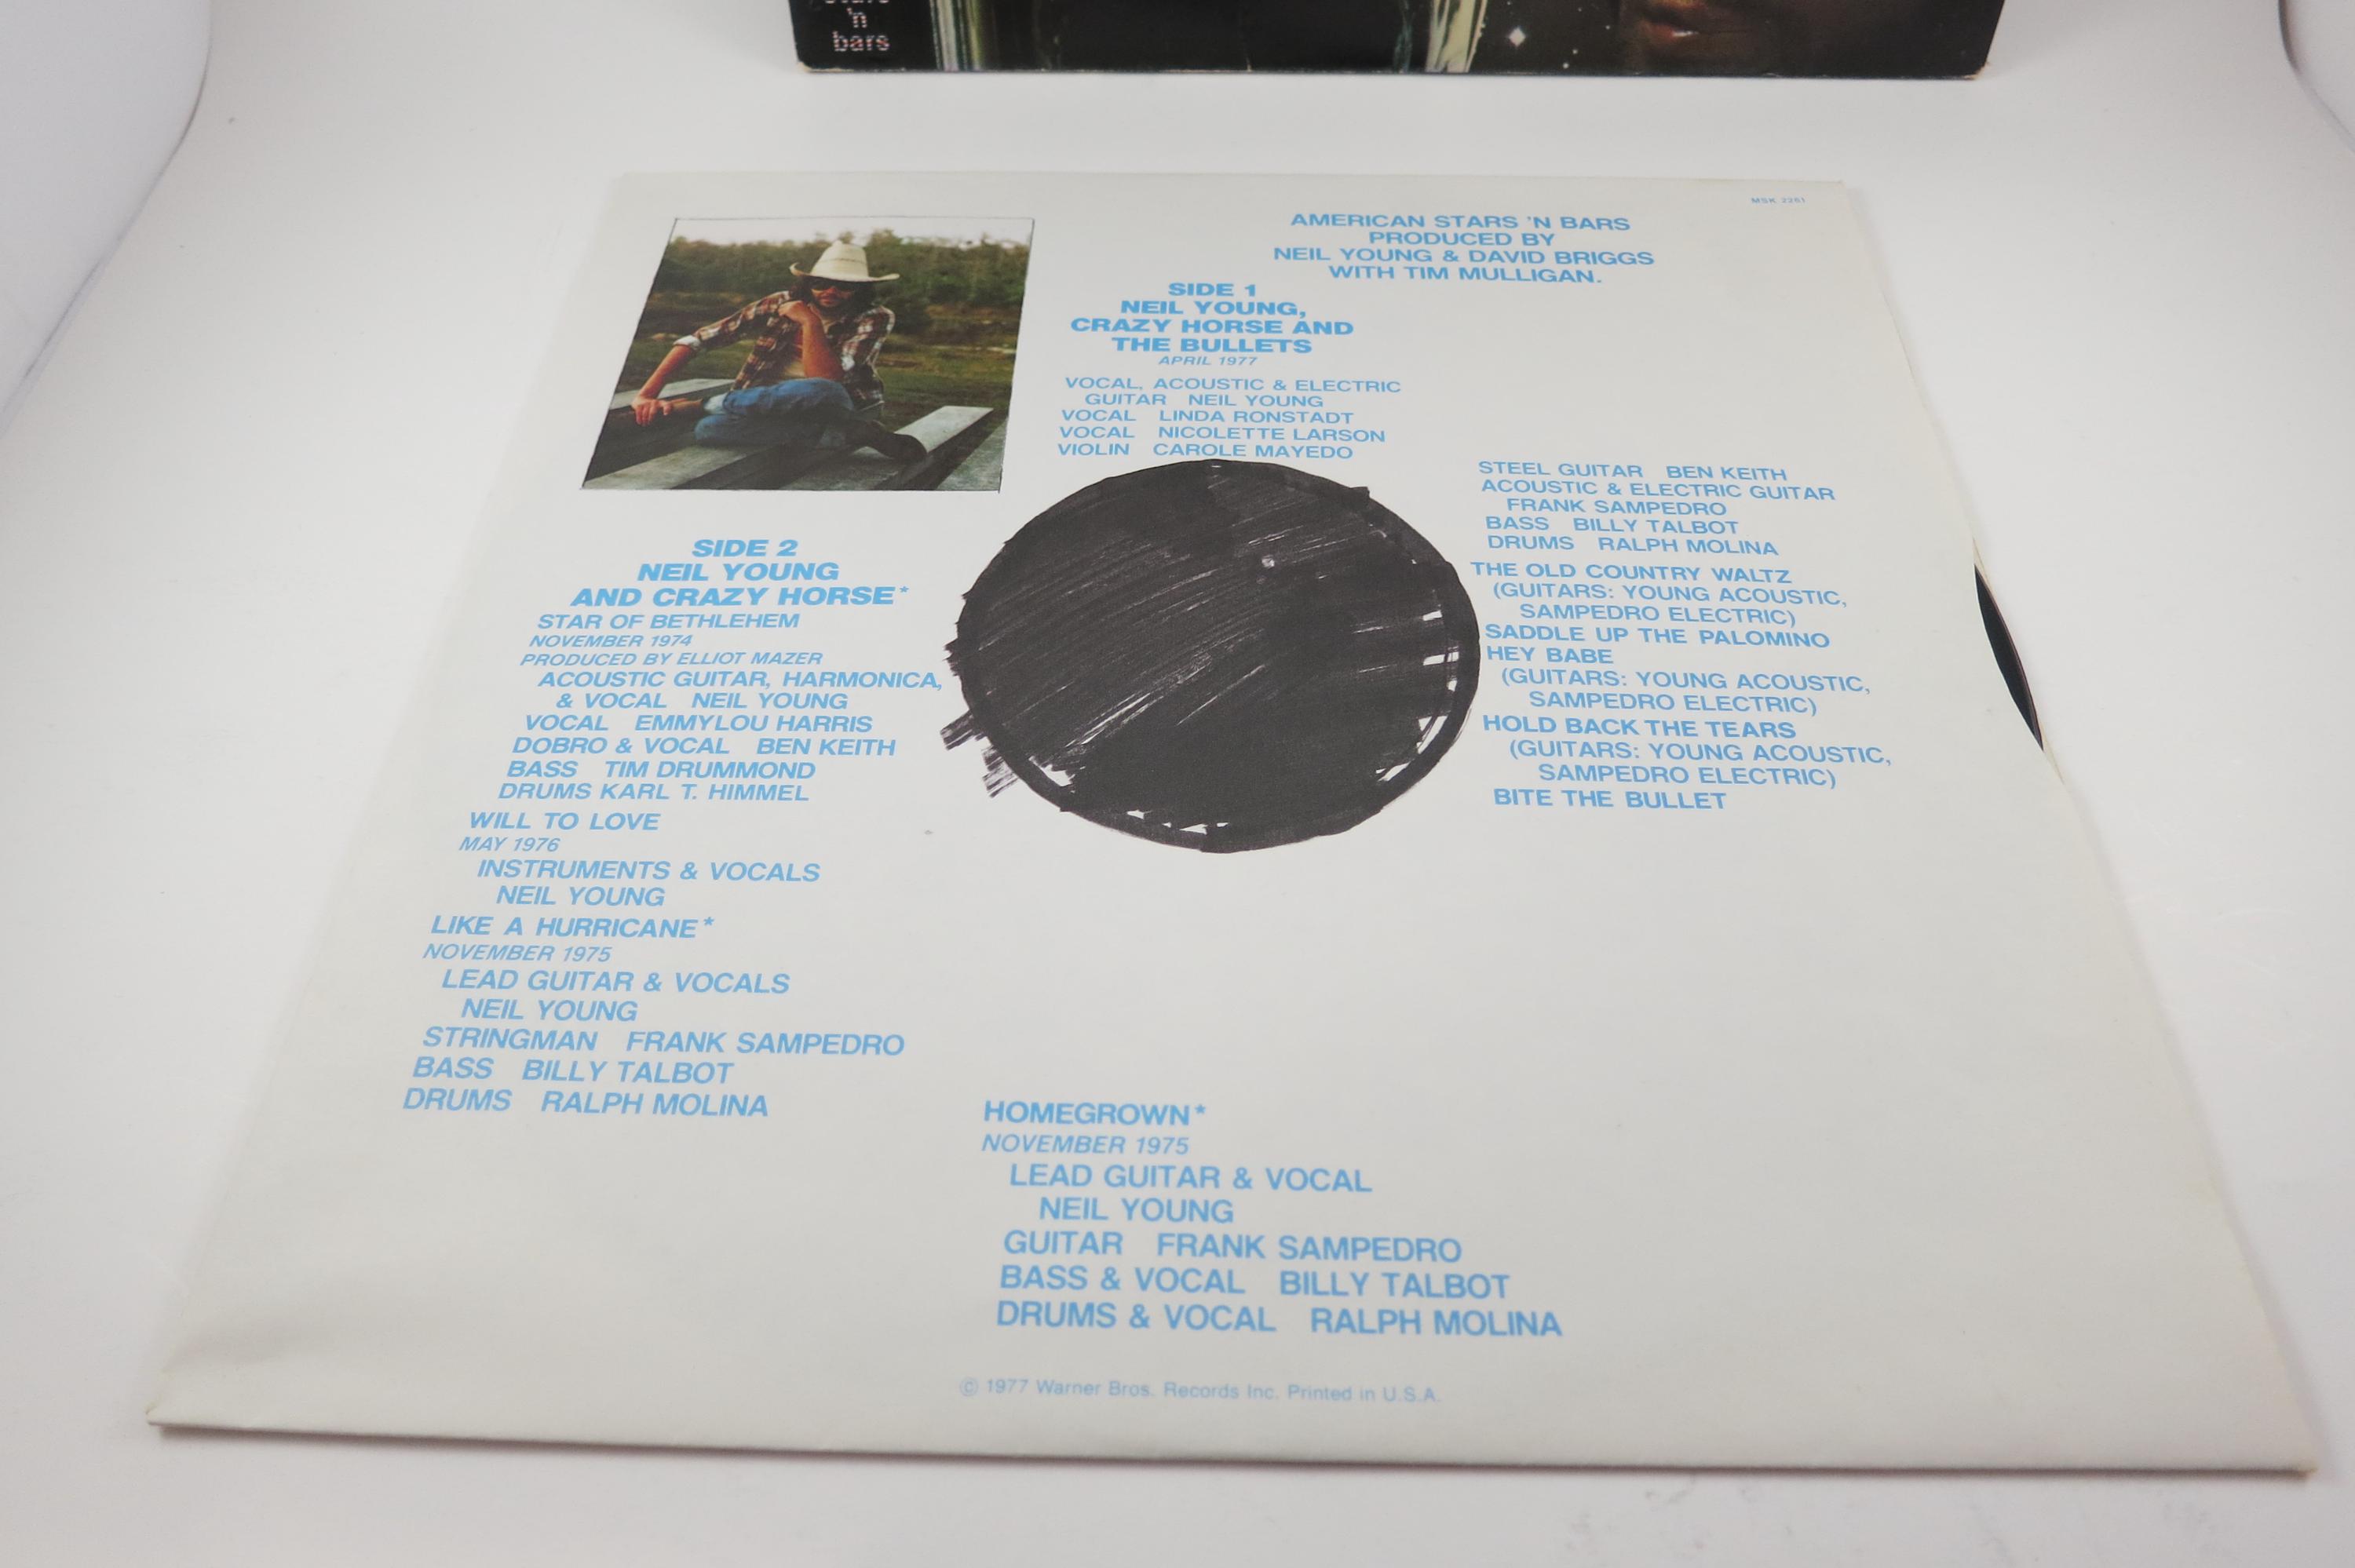 'n
bars
MSK 2261
AMERICAN STARS 'N BARS
PRODUCED BY
NEIL YOUNG & DAVID BRIGGS
WITH TIM MULLIGAN.
SIDE 1
NEIL YOUNG,
CRAZY HORSE AND
THE BULLETS
APRIL 1977
VOCAL, ACOUSTIC & ELECTRIC
GUITAR NEIL YOUNG
VOCAL LINDA RONSTADT
VOCAL NICOLETTE LARSON
VIOLIN CAROLE MAYEDO
STEEL GUITAR BEN KEITH
ACOUSTIC & ELECTRIC GUITAR
FRANK SAMPEDRO
BASS BILLY TALBOT
DRUMS RALPH MOLINA
THE OLD COUNTRY WALTZ
(GUITARS: YOUNG ACOUSTIC,
SAMPEDRO ELECTRIC)
SADDLE UP THE PALOMINO
HEY BABE
(GUITARS: YOUNG ACOUSTIC,
SAMPEDRO ELECTRIC)
HOLD BACK THE TEARS
(GUITARS: YOUNG ACOUSTIC,
SAMPEDRO ELECTRIC)
BITE THE BULLET
SIDE 2
NEIL YOUNG
AND CRAZY HORSE*
STAR OF BETHLEHEM
NOVEMBER 1974
PRODUCED BY ELLIOT MAZER
ACOUSTIC GUITAR, HARMONICA,
& VOCAL NEIL YOUNG
VOCAL EMMYLOU HARRIS
DOBRO & VOCAL BEN KEITH
BASS TIM DRUMMOND
DRUMS KARL T. HIMMEL
WILL TO LOVE
MAY 1976
INSTRUMENTS & VOCALS
NEIL YOUNG
LIKE A HURRICANE*
NOVEMBER 1975
LEAD GUITAR & VOCALS
NEIL YOUNG
STRINGMAN FRANK SAMPEDRO
BASS BILLY TALBOT
DRUMS RALPH MOLINA
HOMEGROWN*
NOVEMBER 1975
LEAD GUITAR & VOCAL
NEIL YOUNG
GUITAR FRANK SAMPEDRO
BASS & VOCAL BILLY TALBOT
DRUMS & VOCAL RALPH MOLINA
© 1977 Warner Bros. Records Inc. Printed in U.S.A.